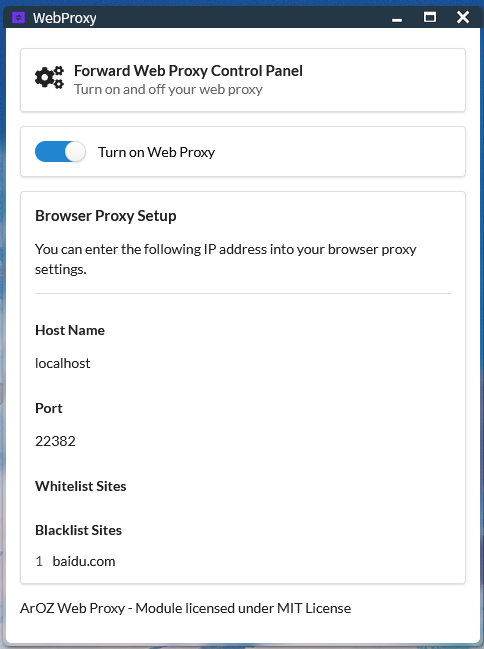 WebProxy
Forward Web Proxy Control Panel
Turn on and off your web proxy
Turn on Web Proxy
Browser Proxy Setup
You can enter the following IP address into your browser proxy
settings.
Host Name
localhost
Port
22382
Whitelist Sites
Blacklist Sites
1 baidu.com
ArOZ Web Proxy - Module licensed under MIT License